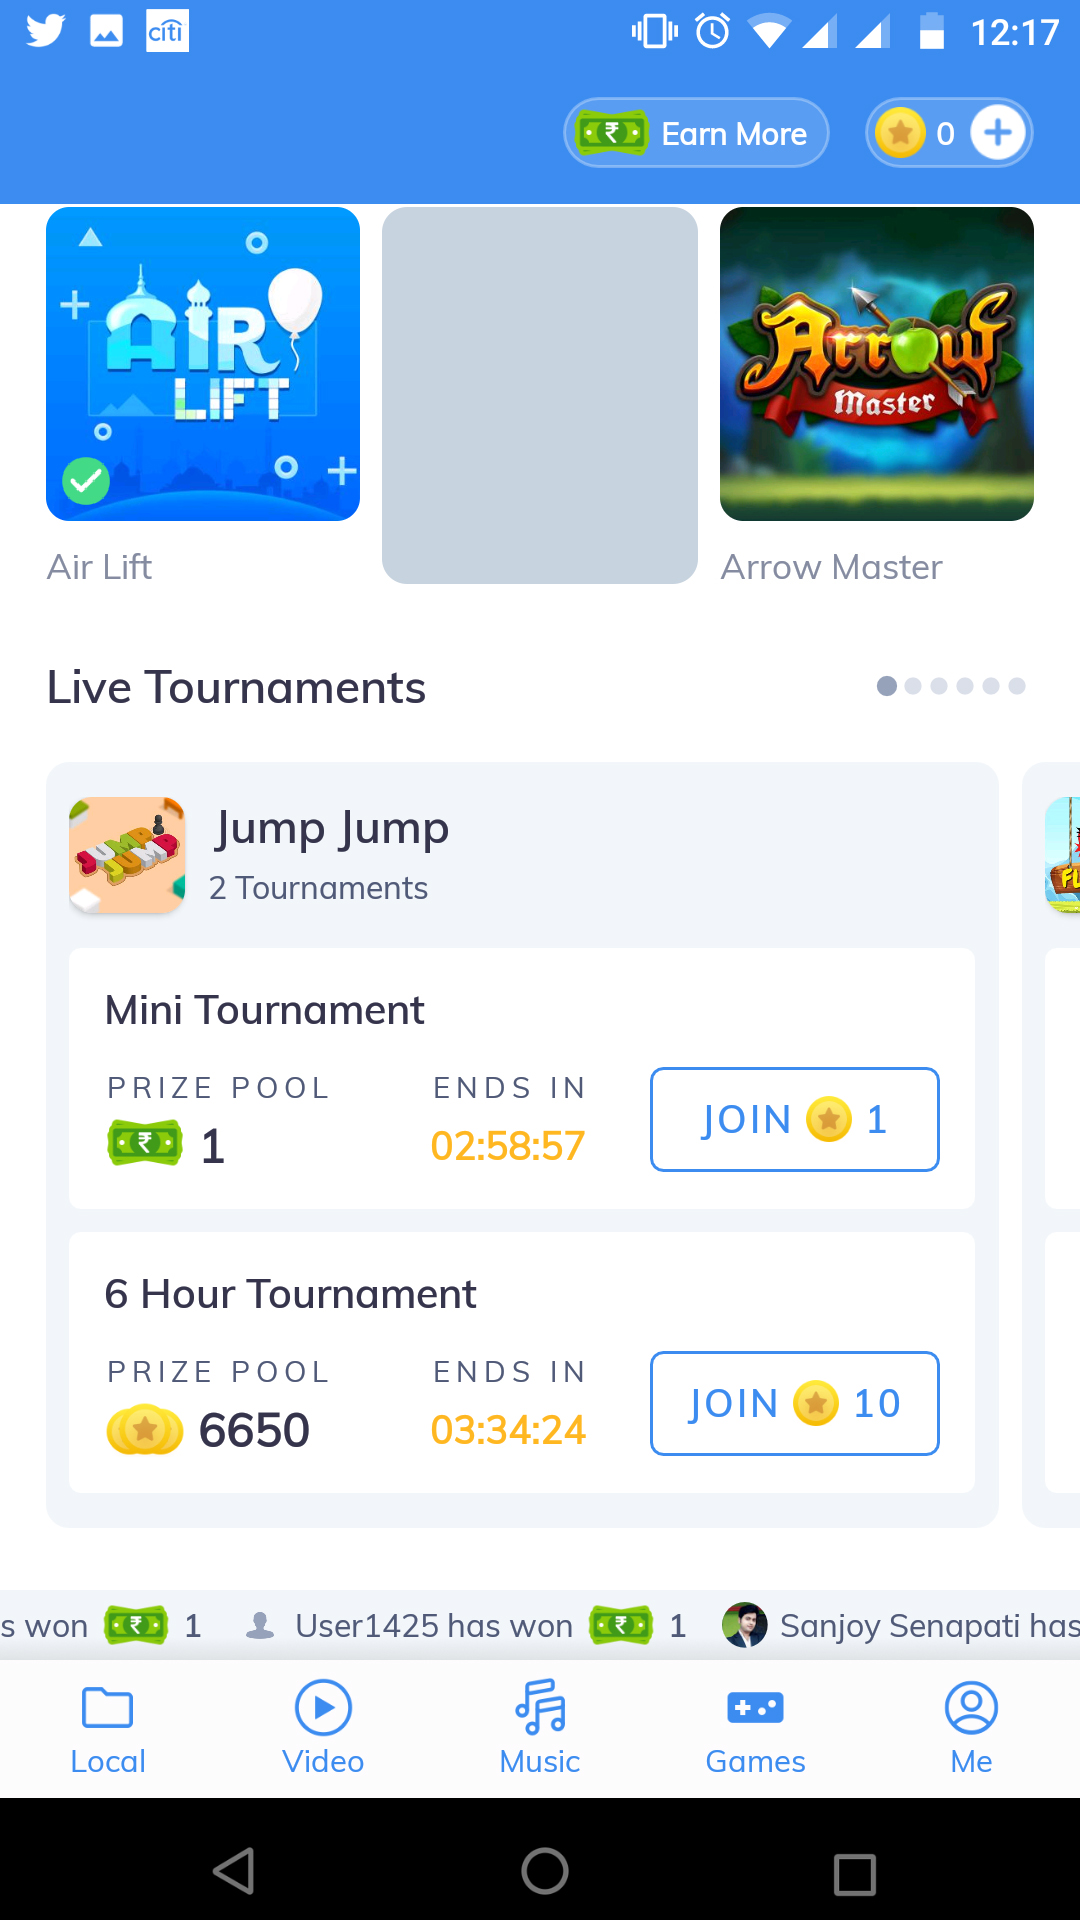 citi 12:17
Earn More 0
AIR
LIFT
Arrow
Master
Air Lift
Arrow Master
Live Tournaments
JUMP
JUMP
Jump Jump
2 Tournaments
FL
Mini Tournament
PRIZE POOL ENDS IN
₹ 1 02:58:57 JOIN 1
6 Hour Tournament
PRIZE POOL ENDS IN
6650 03:34:24 JOIN 10
s won ₹ 1 User1425 has won ₹ 1 Sanjoy Senapati has
Local Video Music Games Me